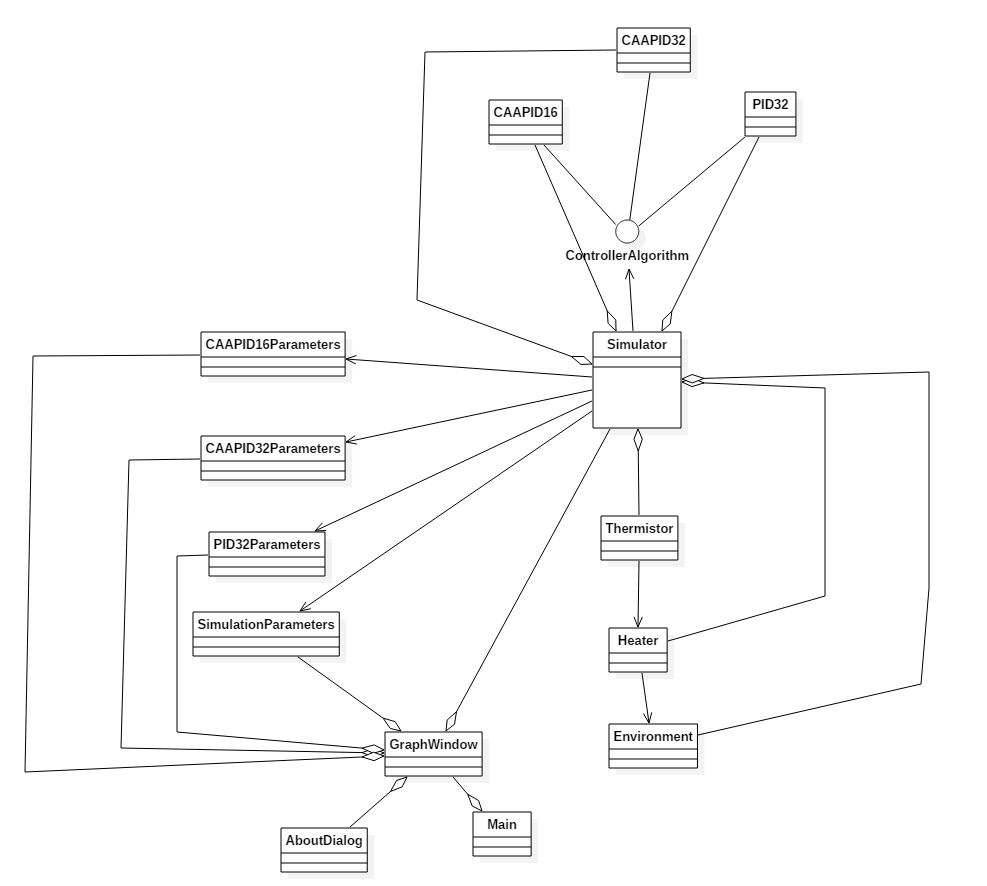 CAAPID32
CAAPID16
PID32
ControllerAlgorithm
CAAPID16Parameters
Simulator
CAAPID32Parameters
Thermistor
PID32Parameters
SimulationParameters
Heater
GraphWindow
Environment
Main
AboutDialog